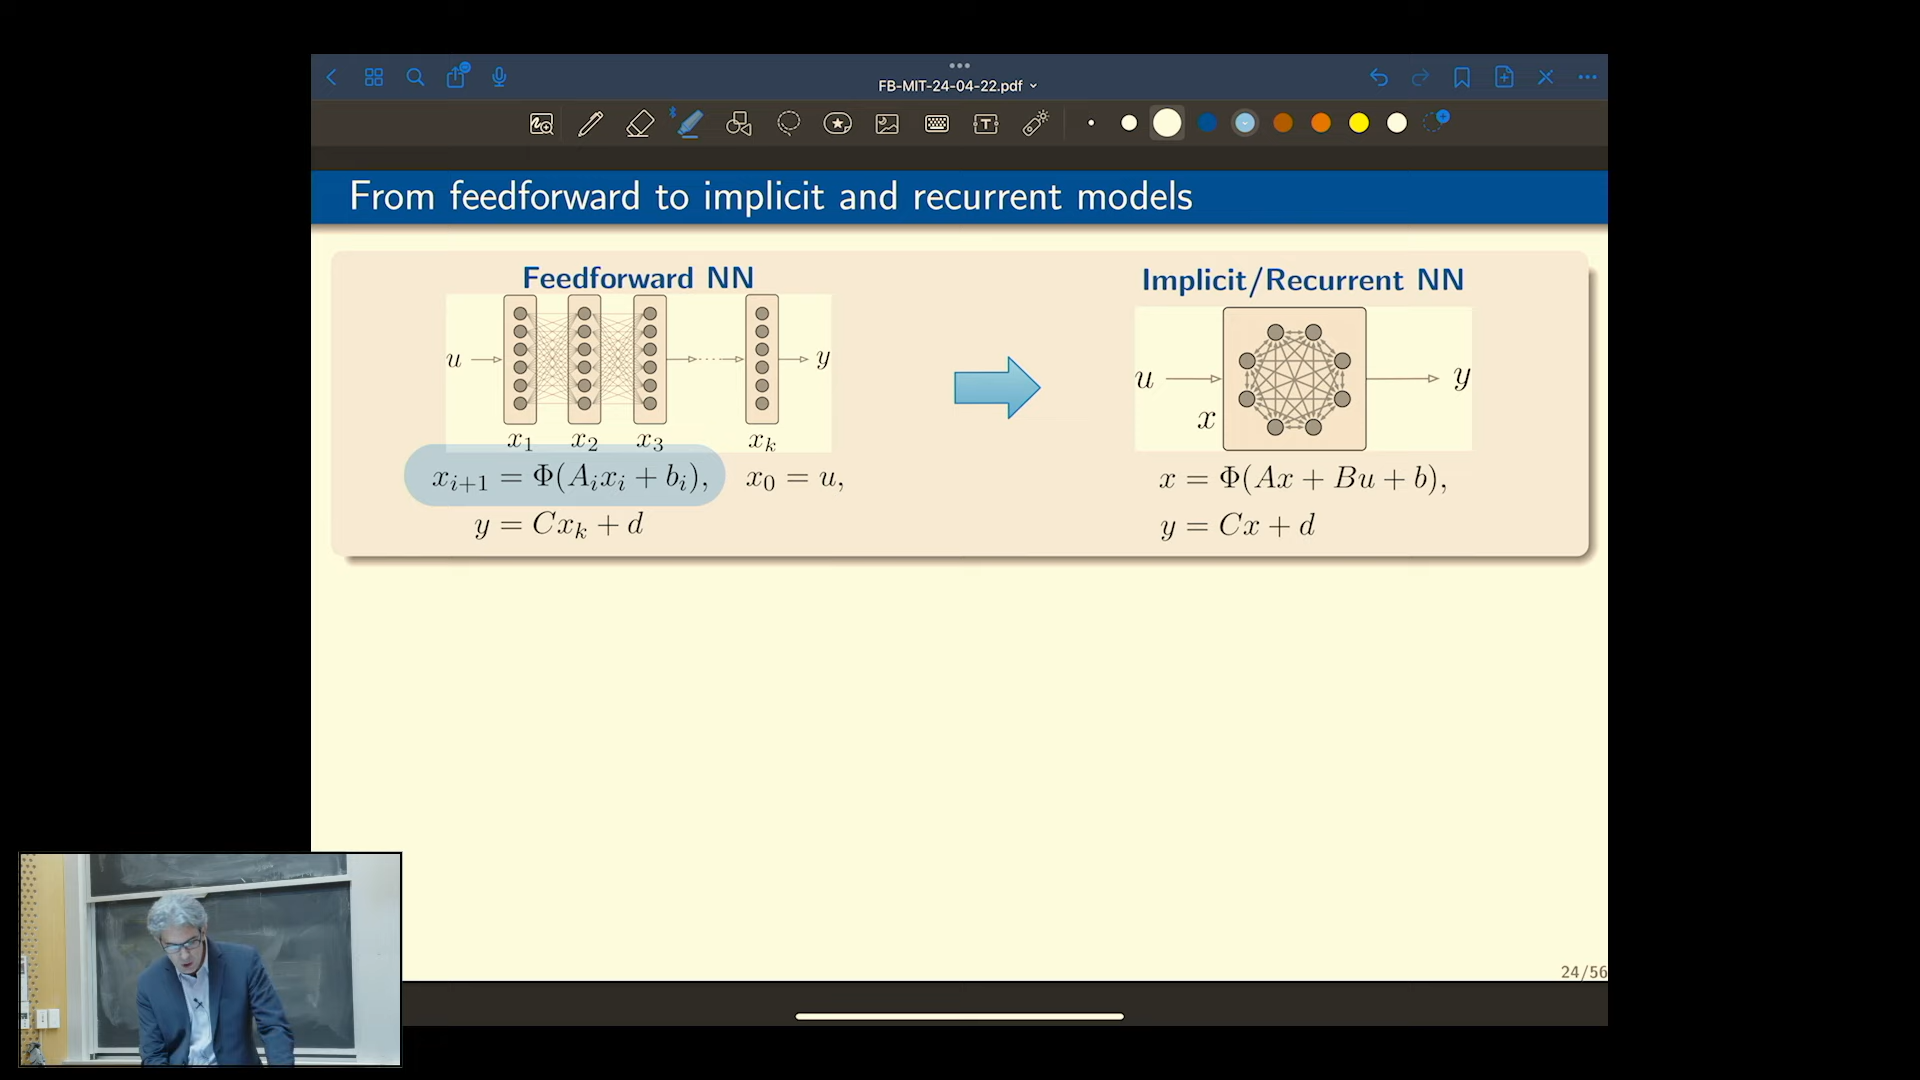 FB-MIT-24-04-22.pdf
T
From feedforward to implicit and recurrent models
Feedforward NN
u
y
x₁ x₂ x₃ xₖ
xᵢ₊₁ = Φ(Aᵢxᵢ + bᵢ), x₀ = u,
y = Cxₖ + d
Implicit/Recurrent NN
u
y
x
x = Φ(Ax + Bu + b),
y = Cx + d
24/56